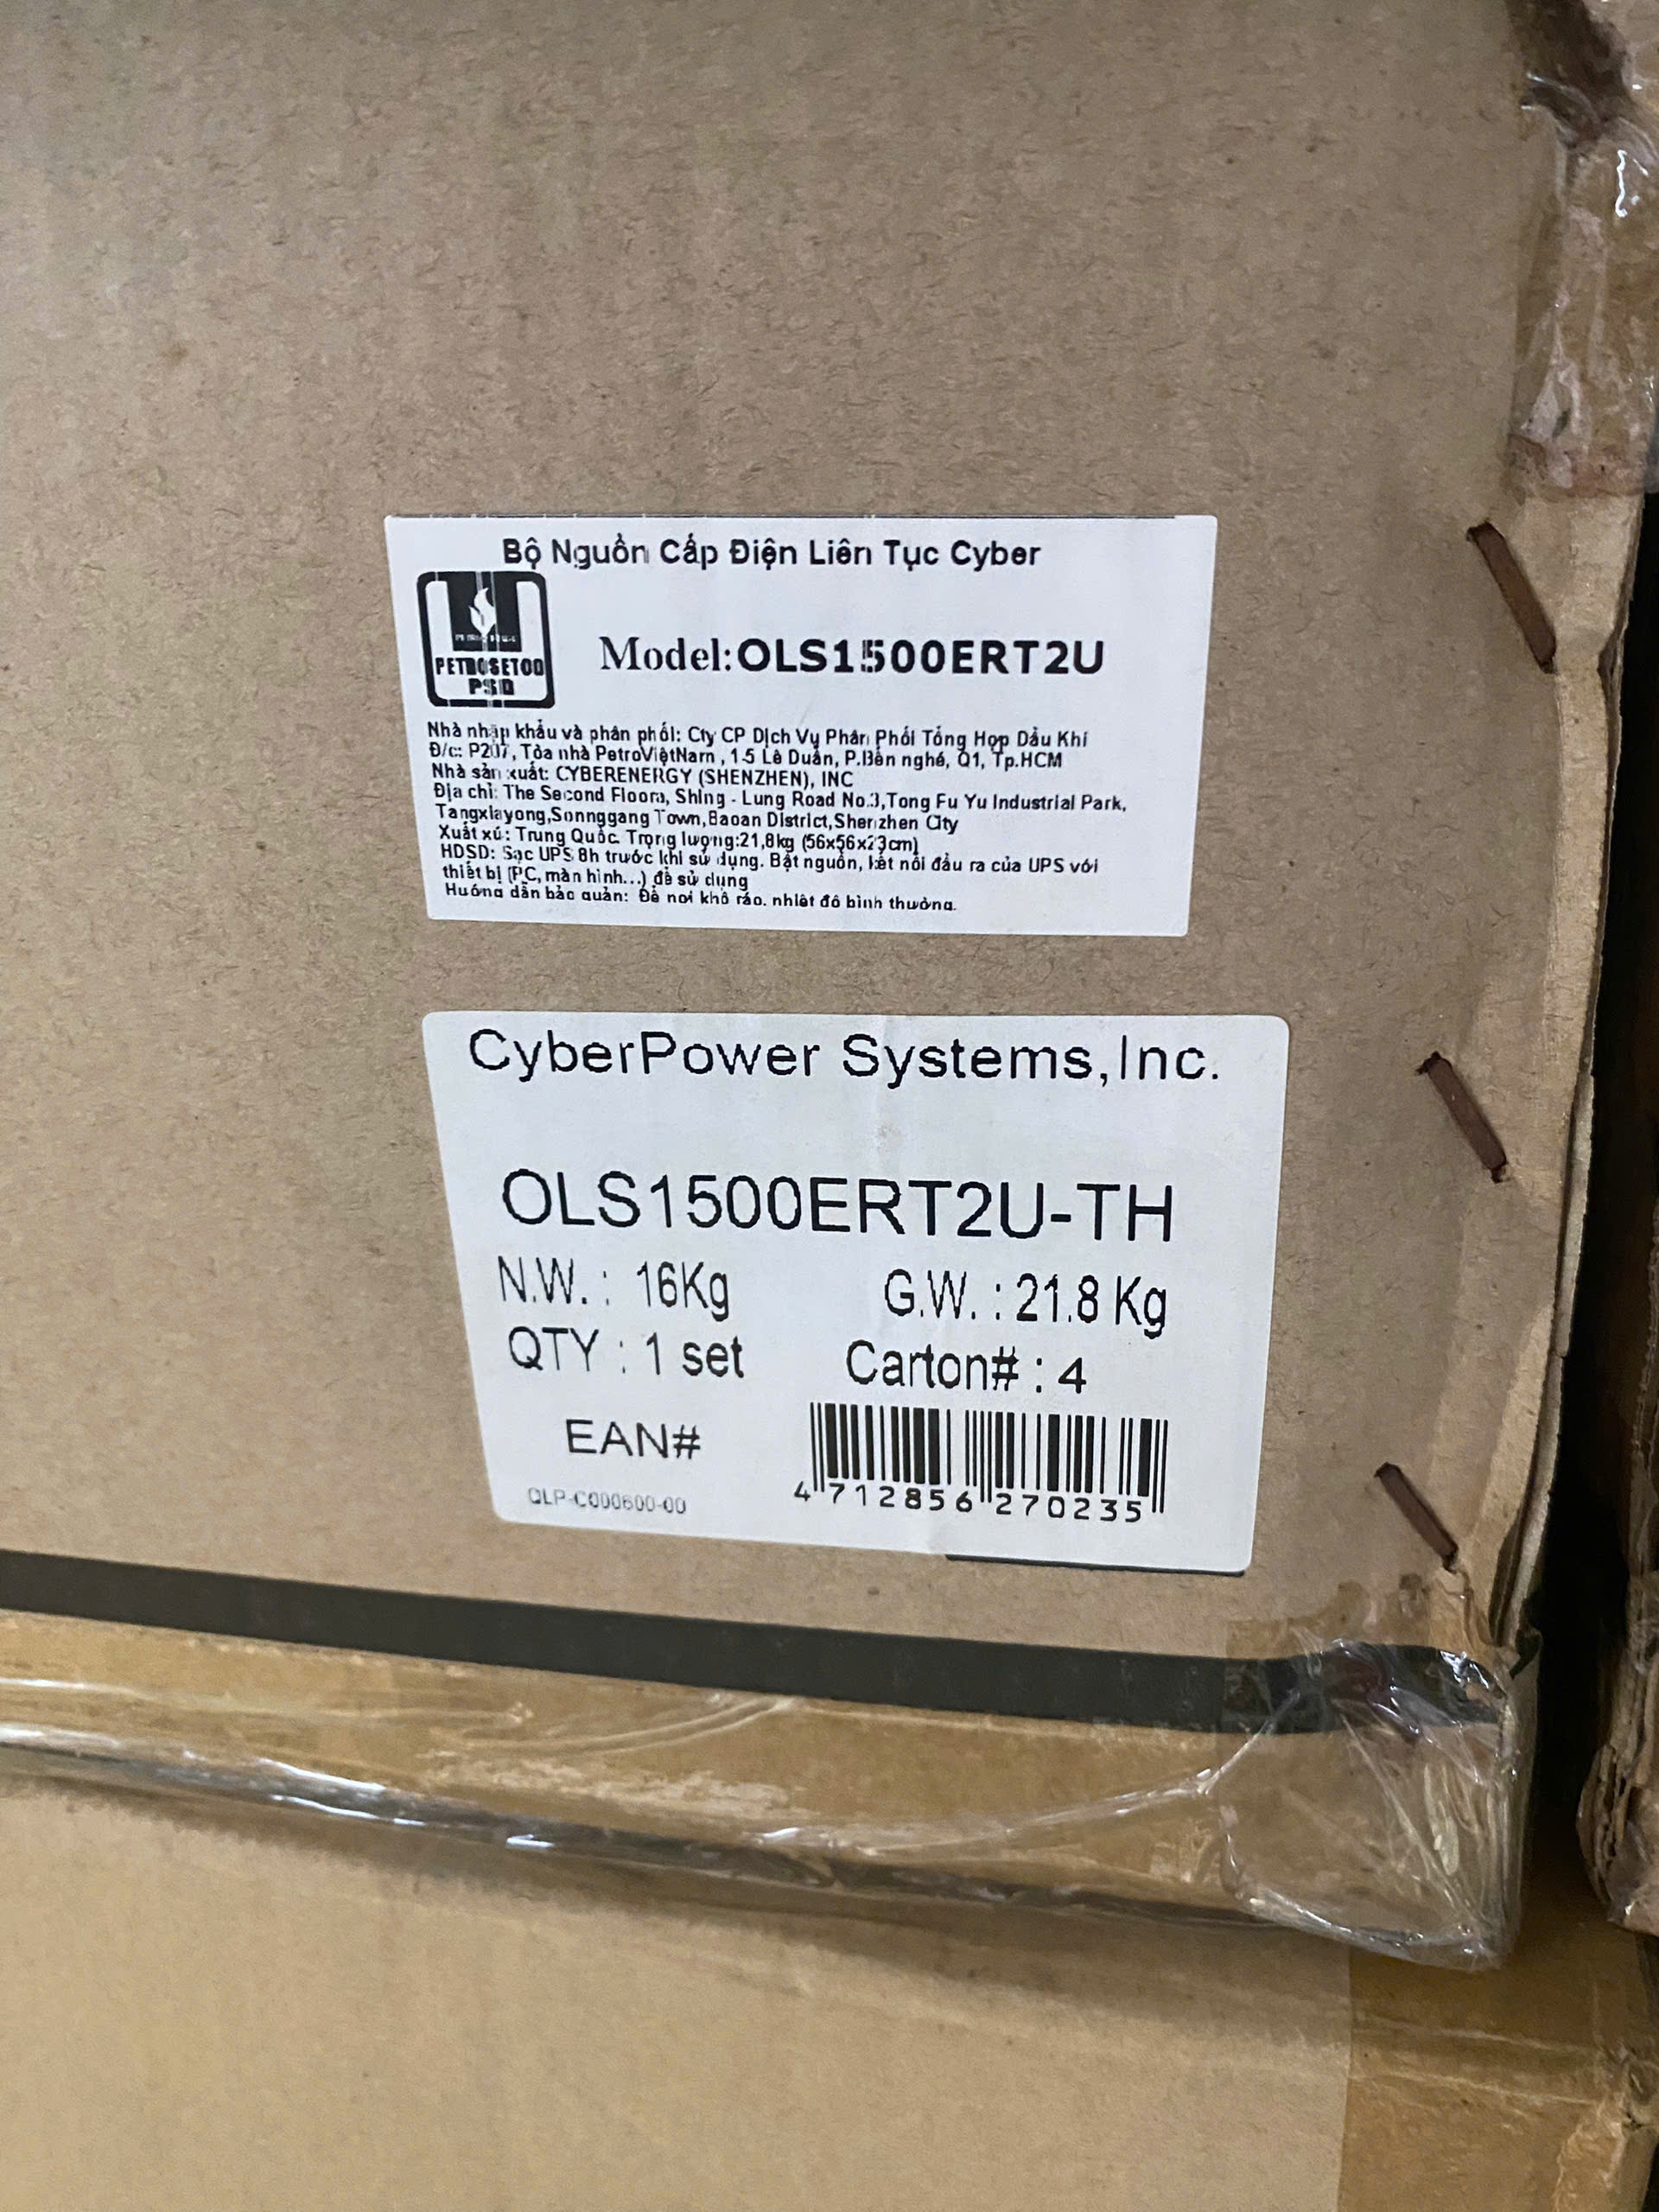 Bộ Nguồn Cấp Điện Liên Tục Cyber
PETROSETCO
PSD
Model:OLS1500ERT2U
Nhà nhập khẩu và phân phối: Cty CP Dịch Vụ Phân Phối Tổng Hợp Dầu Khí
Đ/c: P207, Tòa nhà PetroViệtNam , 1-5 Lê Duẩn, P.Bến nghé, Q1, Tp.HCM
Nhà sản xuất: CYBERENERGY (SHENZHEN), INC
Địa chỉ: The Second Floora, Shing - Lung Road No.3,Tong Fu Yu Industrial Park,
Tangxiayong,Sonnggang Town,Baoan District,Shenzhen City
Xuất xứ: Trung Quốc. Trọng lượng:21,8kg (56x56x23cm)
HDSD: Sạc UPS 8h trước khi sử dụng. Bật nguồn, kết nối đầu ra của UPS với
thiết bị (PC, màn hình...) để sử dụng
Hướng dẫn bảo quản: Để nơi khô ráo, nhiệt độ bình thường.
CyberPower Systems,Inc.
OLS1500ERT2U-TH
N.W. : 16Kg G.W. : 21.8 Kg
QTY : 1 set Carton# : 4
EAN#
4 712856 270235
QLP-C000600-00